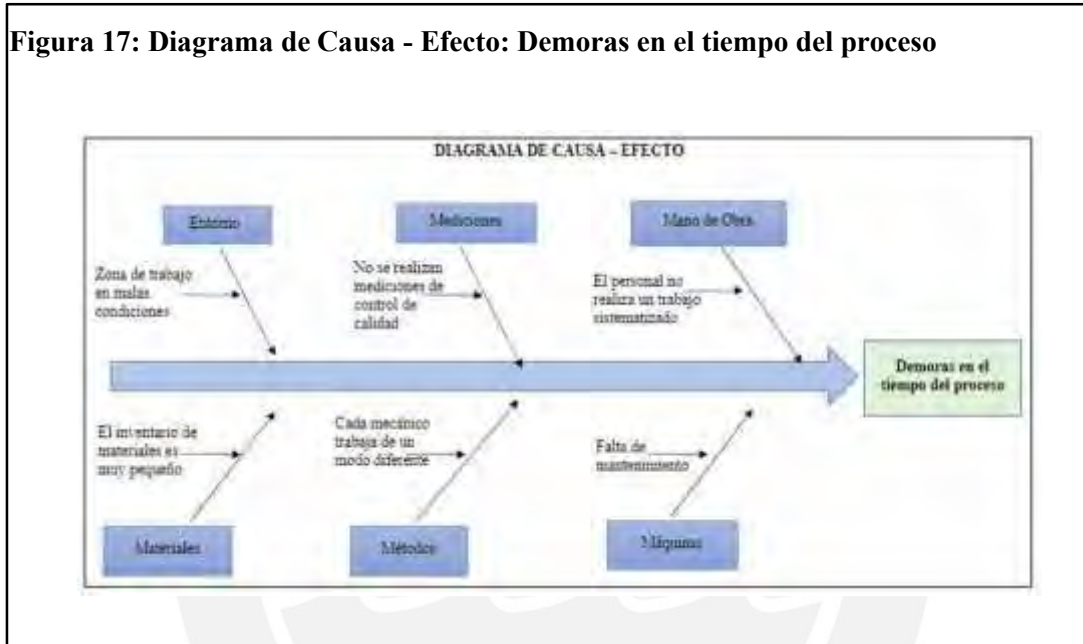 Figura 17: Diagrama de Causa - Efecto: Demoras en el tiempo del proceso
DIAGRAMA DE CAUSA – EFECTO
Entorno
Mediciones
Mano de Obra
Zona de trabajo
en malas
condiciones
No se realizan
mediciones de
control de
calidad
El personal no
realiza un trabajo
sistematizado
Demoras en el
tiempo del proceso
El inventario de
materiales es
muy pequeño
Cada mecánico
trabaja de un
modo diferente
Falta de
mantenimiento
Materiales
Métodos